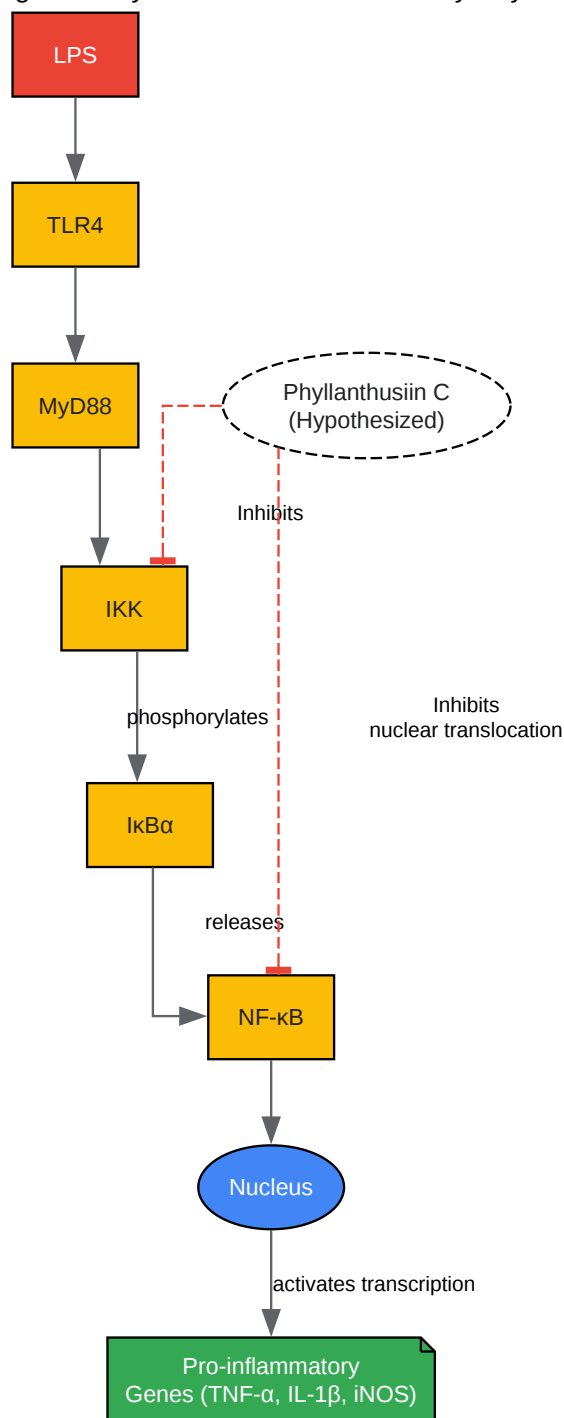 LPS
TLR4
MyD88
Phyllanthusiin C
(Hypothesized)
Inhibits
IKK
Inhibits
nuclear translocation
phosphorylates
IκBα
releases
NF-κB
Nucleus
activates transcription
Pro-inflammatory
Genes (TNF-α, IL-1β, iNOS)